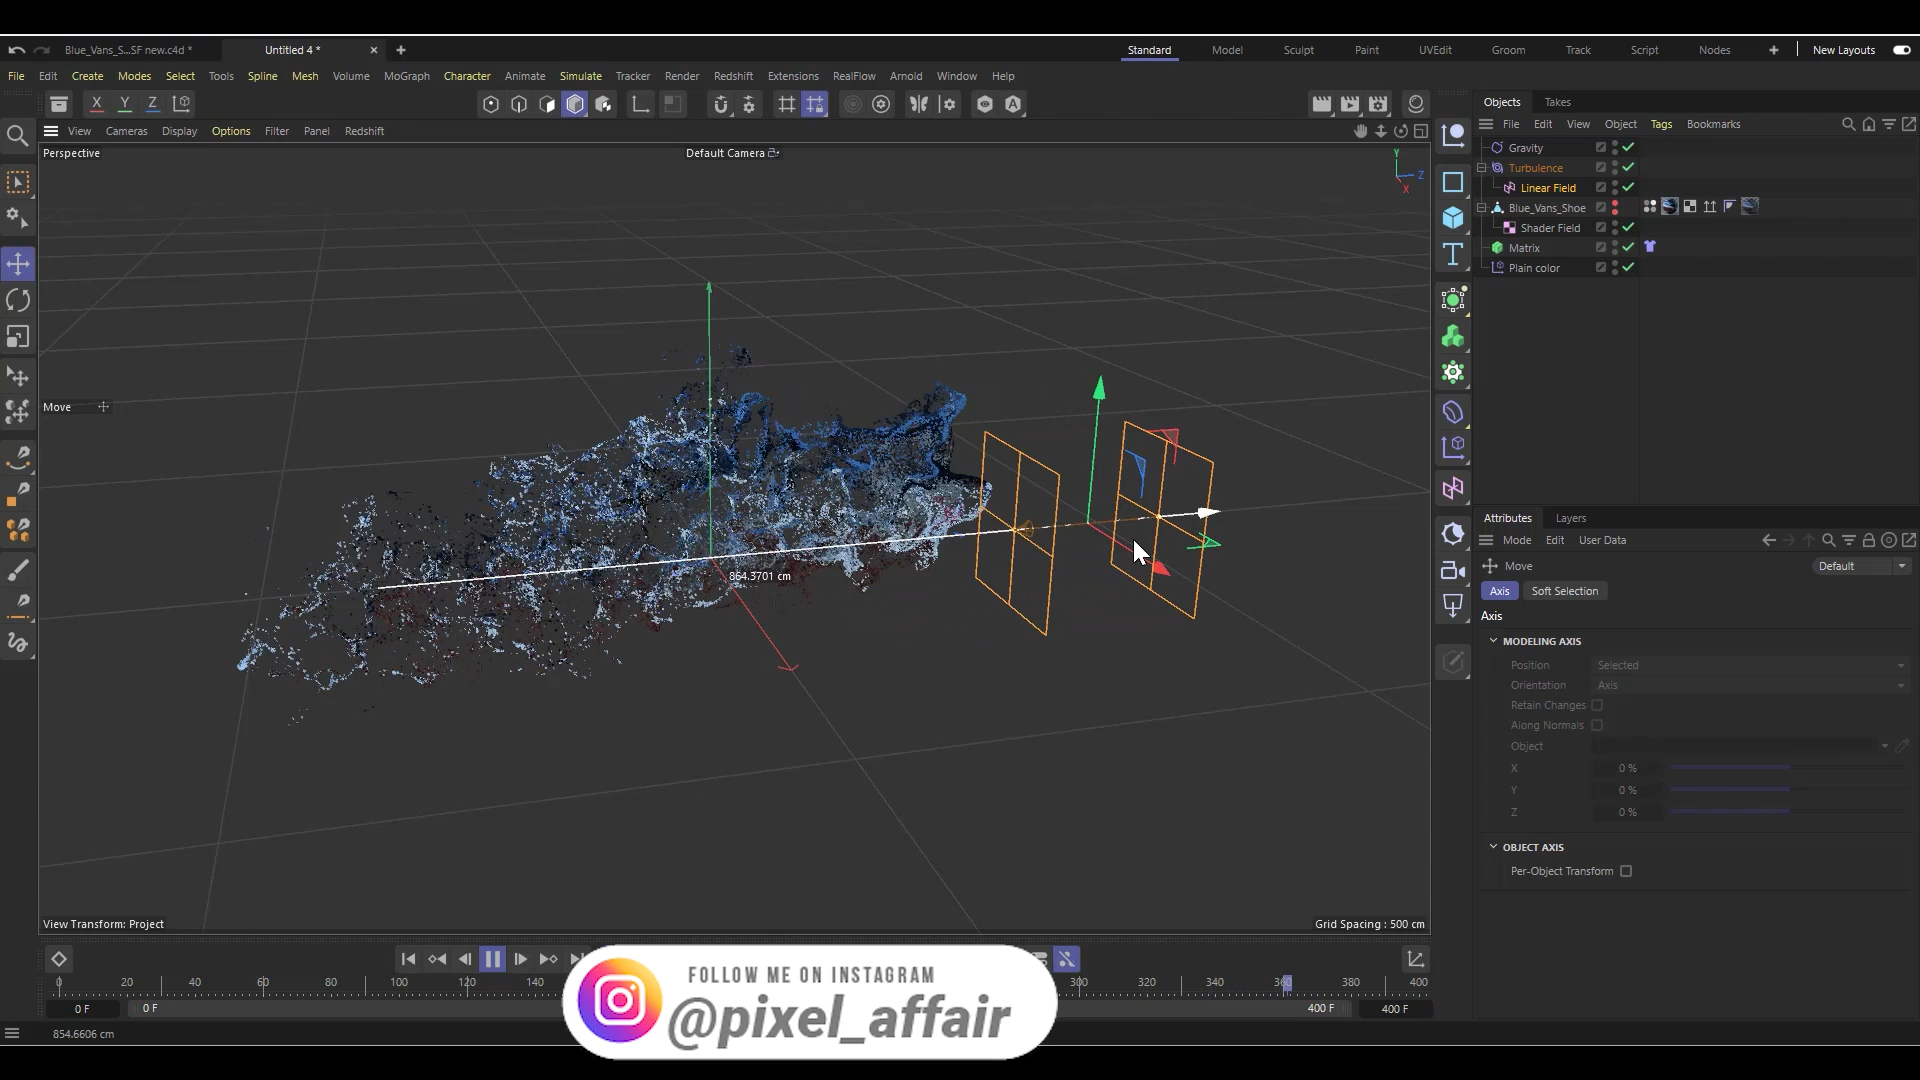 Blue_Vans_S...SF new.c4d *
Untitled 4 *
Standard
Model
Sculpt
Paint
UVEdit
Groom
Track
Script
Nodes
New Layouts
File Edit Create Modes Select Tools Spline Mesh Volume MoGraph Character Animate Simulate Tracker Render Redshift Extensions RealFlow Arnold Window Help
X Y Z
View Cameras Display Options Filter Panel Redshift
Perspective
Default Camera
Y
Z
X
Move
864.3701 cm
View Transform: Project
Grid Spacing : 500 cm
Objects Takes
File Edit View Object Tags Bookmarks
Gravity
Turbulence
Linear Field
Blue_Vans_Shoe
Shader Field
Matrix
Plain color
Attributes Layers
Mode Edit User Data
Move
Default
Axis Soft Selection
Axis
MODELING AXIS
Position Selected
Orientation Axis
Retain Changes
Along Normals
Object
X 0 %
Y 0 %
Z 0 %
OBJECT AXIS
Per-Object Transform
0 20 40 60 80 100 120 140 300 320 340 360 380 400
0 F
0 F
400 F
400 F
854.6606 cm
FOLLOW ME ON INSTAGRAM
@pixel_affair